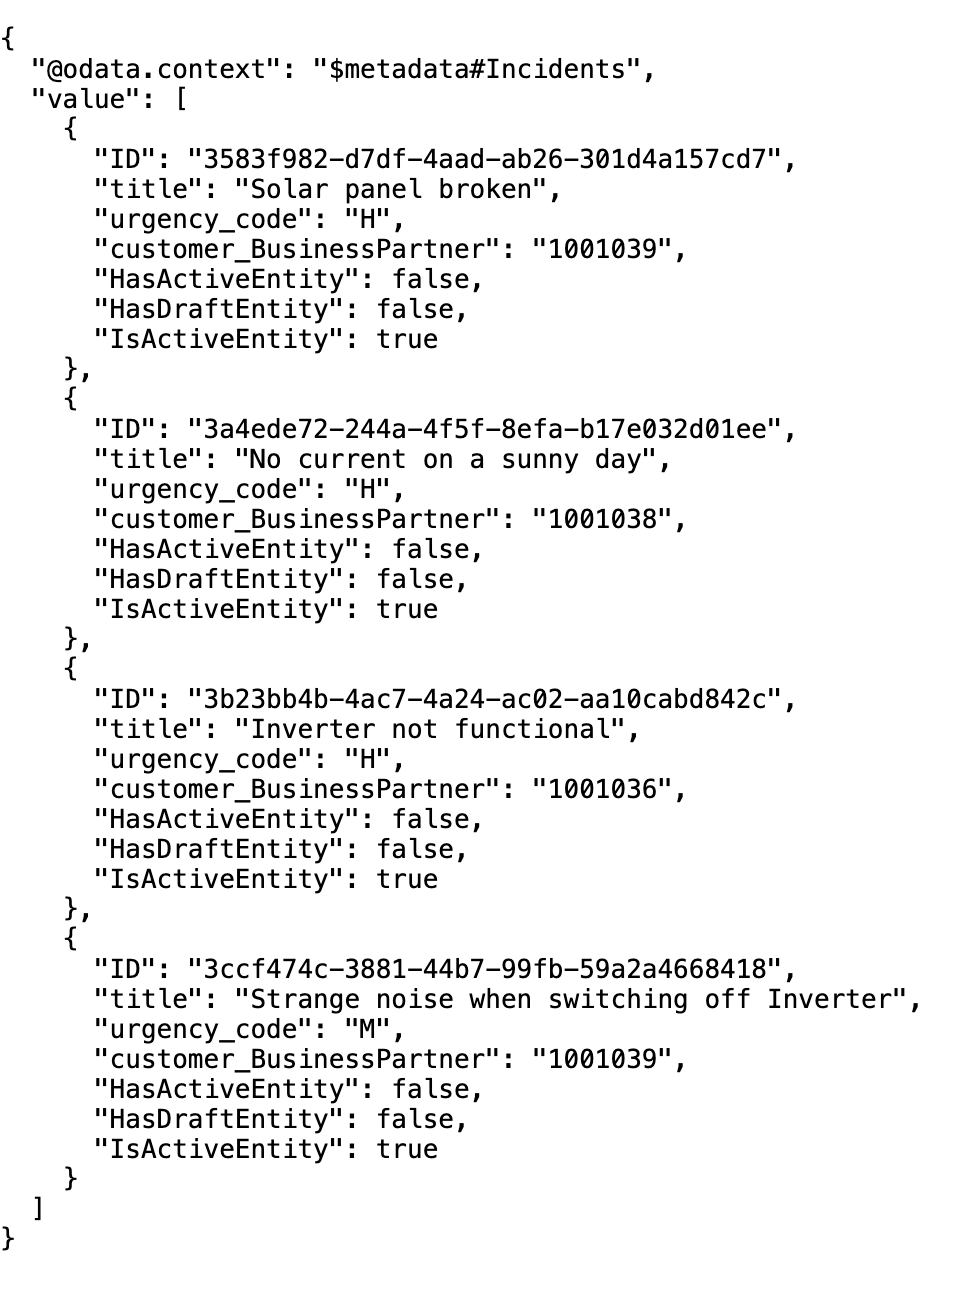 {
  "@odata.context": "$metadata#Incidents",
  "value": [
    {
      "ID": "3583f982-d7df-4aad-ab26-301d4a157cd7",
      "title": "Solar panel broken",
      "urgency_code": "H",
      "customer_BusinessPartner": "1001039",
      "HasActiveEntity": false,
      "HasDraftEntity": false,
      "IsActiveEntity": true
    },
    {
      "ID": "3a4ede72-244a-4f5f-8efa-b17e032d01ee",
      "title": "No current on a sunny day",
      "urgency_code": "H",
      "customer_BusinessPartner": "1001038",
      "HasActiveEntity": false,
      "HasDraftEntity": false,
      "IsActiveEntity": true
    },
    {
      "ID": "3b23bb4b-4ac7-4a24-ac02-aa10cabd842c",
      "title": "Inverter not functional",
      "urgency_code": "H",
      "customer_BusinessPartner": "1001036",
      "HasActiveEntity": false,
      "HasDraftEntity": false,
      "IsActiveEntity": true
    },
    {
      "ID": "3ccf474c-3881-44b7-99fb-59a2a4668418",
      "title": "Strange noise when switching off Inverter",
      "urgency_code": "M",
      "customer_BusinessPartner": "1001039",
      "HasActiveEntity": false,
      "HasDraftEntity": false,
      "IsActiveEntity": true
    }
  ]
}